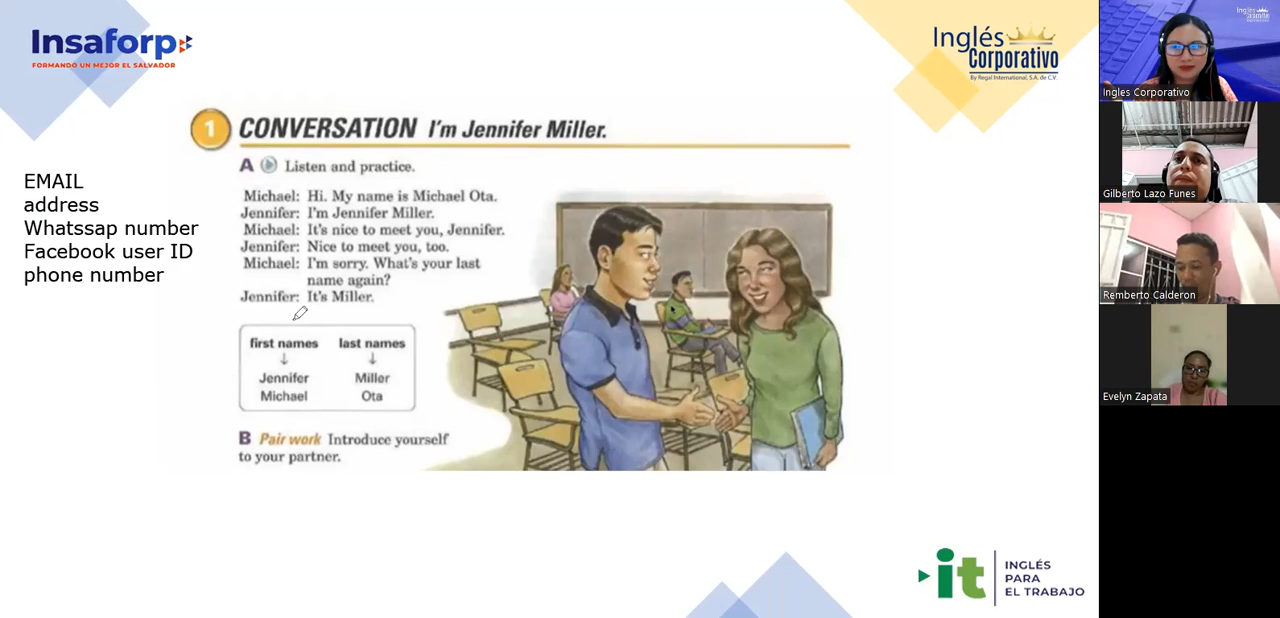 Insaforp
FORMANDO UN MEJOR EL SALVADOR
Inglés
Corporativo
By Regal International, S.A. de C.V.
EMAIL
address
Whatssap number
Facebook user ID
phone number
1 CONVERSATION I'm Jennifer Miller.
A Listen and practice.
Michael: Hi. My name is Michael Ota.
Jennifer: I'm Jennifer Miller.
Michael: It's nice to meet you, Jennifer.
Jennifer: Nice to meet you, too.
Michael: I'm sorry. What's your last
name again?
Jennifer: It's Miller.
first names last names
Jennifer Miller
Michael Ota
B Pair work Introduce yourself
to your partner.
it
INGLÉS
PARA
EL TRABAJO
Ingles Corporativo
Gilberto Lazo Funes
Remberto Calderon
Evelyn Zapata